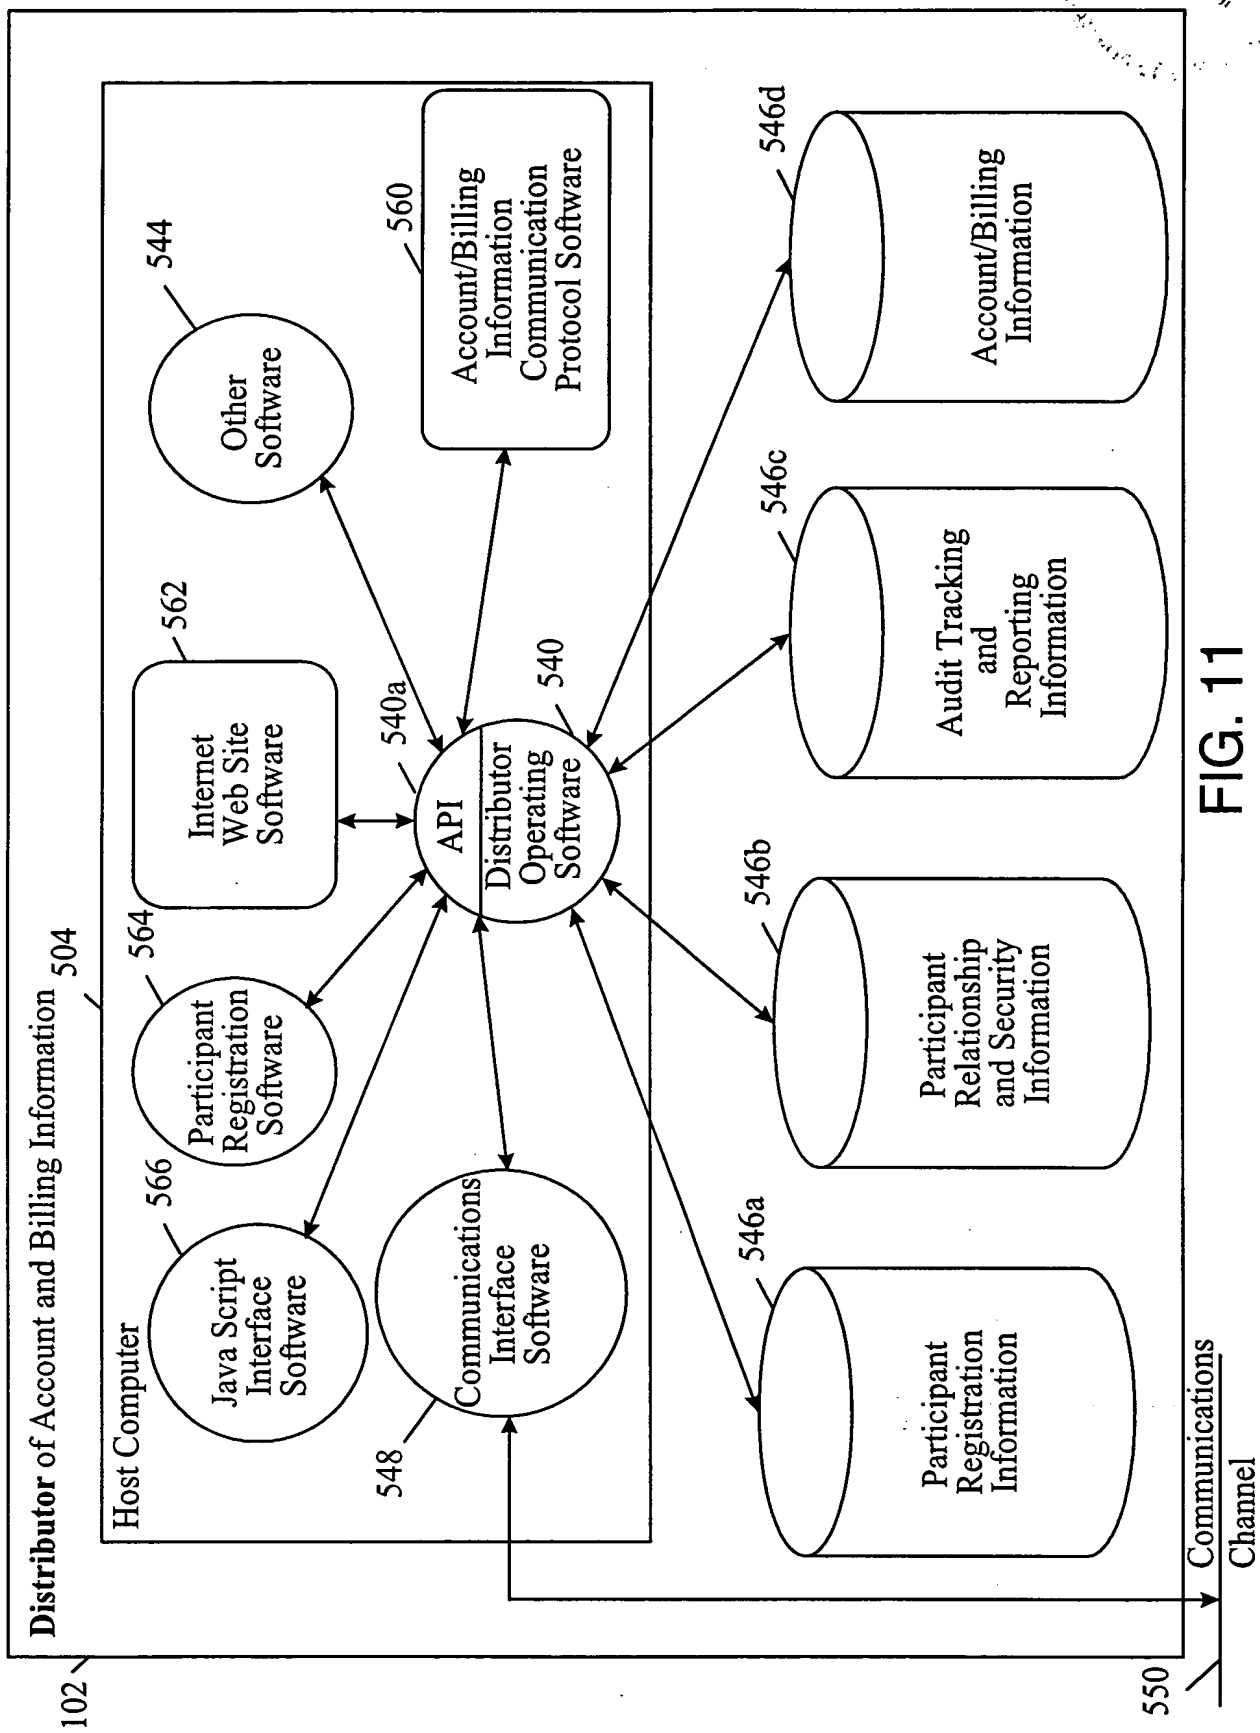 Distributor of Account and Billing Information
102
504
Host Computer
566
Java Script
Interface
Software
564
Participant
Registration
Software
562
Internet
Web Site
Software
544
Other
Software
548
Communications
Interface
Software
540a
API
540
Distributor
Operating
Software
560
Account/Billing
Information
Communication
Protocol Software
546a
Participant
Registration
Information
546b
Participant
Relationship
and Security
Information
546c
Audit Tracking
and
Reporting
Information
546d
Account/Billing
Information
550
Communications
Channel
FIG. 11